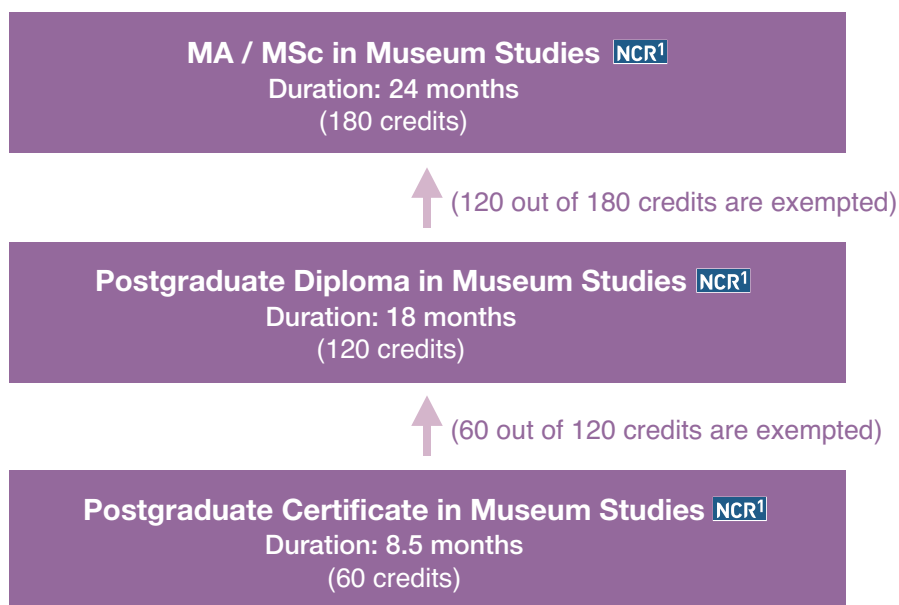 MA / MSc in Museum Studies NCR¹
Duration: 24 months
(180 credits)
(120 out of 180 credits are exempted)
Postgraduate Diploma in Museum Studies NCR¹
Duration: 18 months
(120 credits)
(60 out of 120 credits are exempted)
Postgraduate Certificate in Museum Studies NCR¹
Duration: 8.5 months
(60 credits)